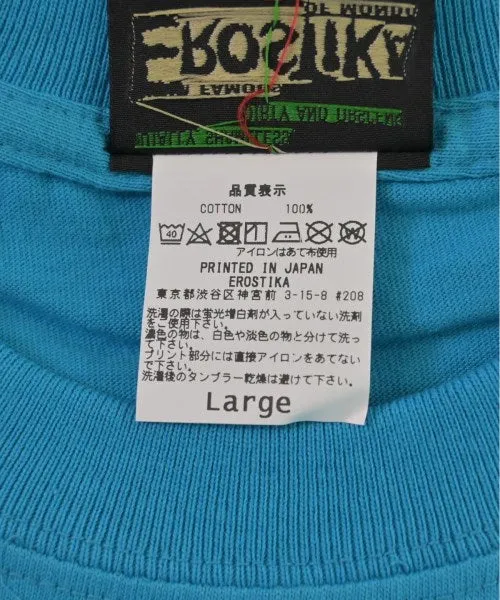 EROSTIKA
品質表示
COTTON 100%
40
アイロンはあて布使用
PRINTED IN JAPAN
EROSTIKA
東京都渋谷区神宮前 3-15-8 #208
洗濯の際は蛍光増白剤が入っていない洗剤
をご使用下さい。
濃色の物は、白色や淡色の物と分けて洗っ
て下さい。
プリント部分には直接アイロンをあてない
で下さい。
洗濯後のタンブラー乾燥は避けて下さい。
Large